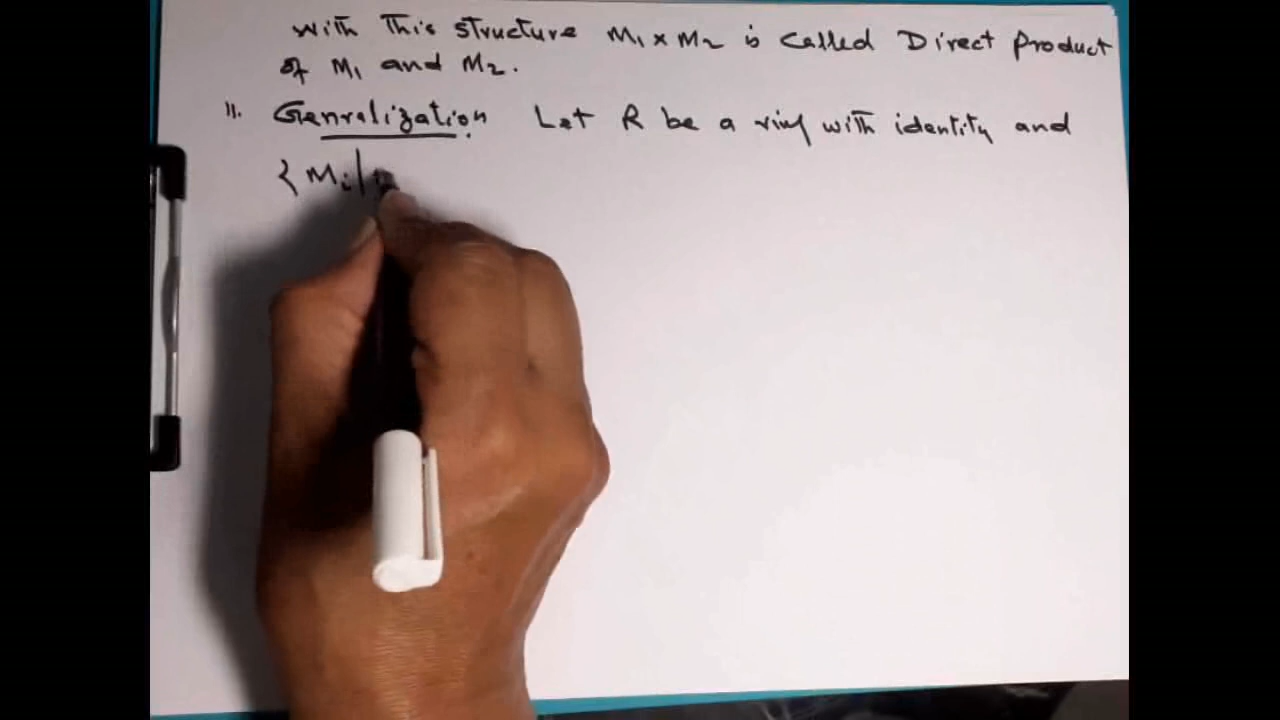 with this structure M₁ × M₂ is called Direct Product
of M₁ and M₂.
11. Genralization Let R be a ring with identity and
{ Mᵢ |